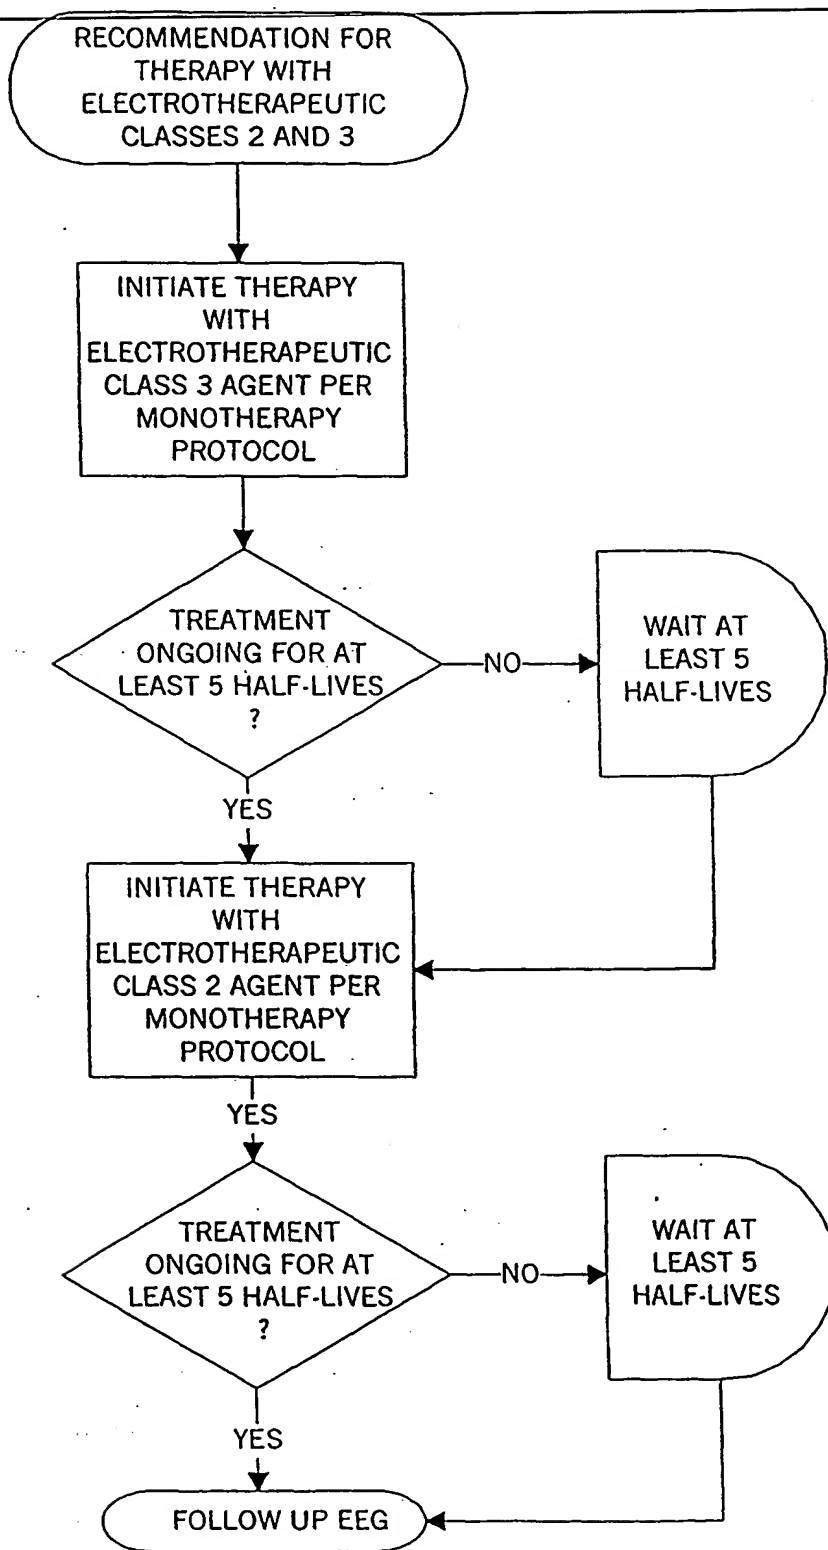 RECOMMENDATION FOR
THERAPY WITH
ELECTROTHERAPEUTIC
CLASSES 2 AND 3
INITIATE THERAPY
WITH
ELECTROTHERAPEUTIC
CLASS 3 AGENT PER
MONOTHERAPY
PROTOCOL
TREATMENT
ONGOING FOR AT
LEAST 5 HALF-LIVES
?
NO
WAIT AT
LEAST 5
HALF-LIVES
YES
INITIATE THERAPY
WITH
ELECTROTHERAPEUTIC
CLASS 2 AGENT PER
MONOTHERAPY
PROTOCOL
YES
TREATMENT
ONGOING FOR AT
LEAST 5 HALF-LIVES
?
NO
WAIT AT
LEAST 5
HALF-LIVES
YES
FOLLOW UP EEG